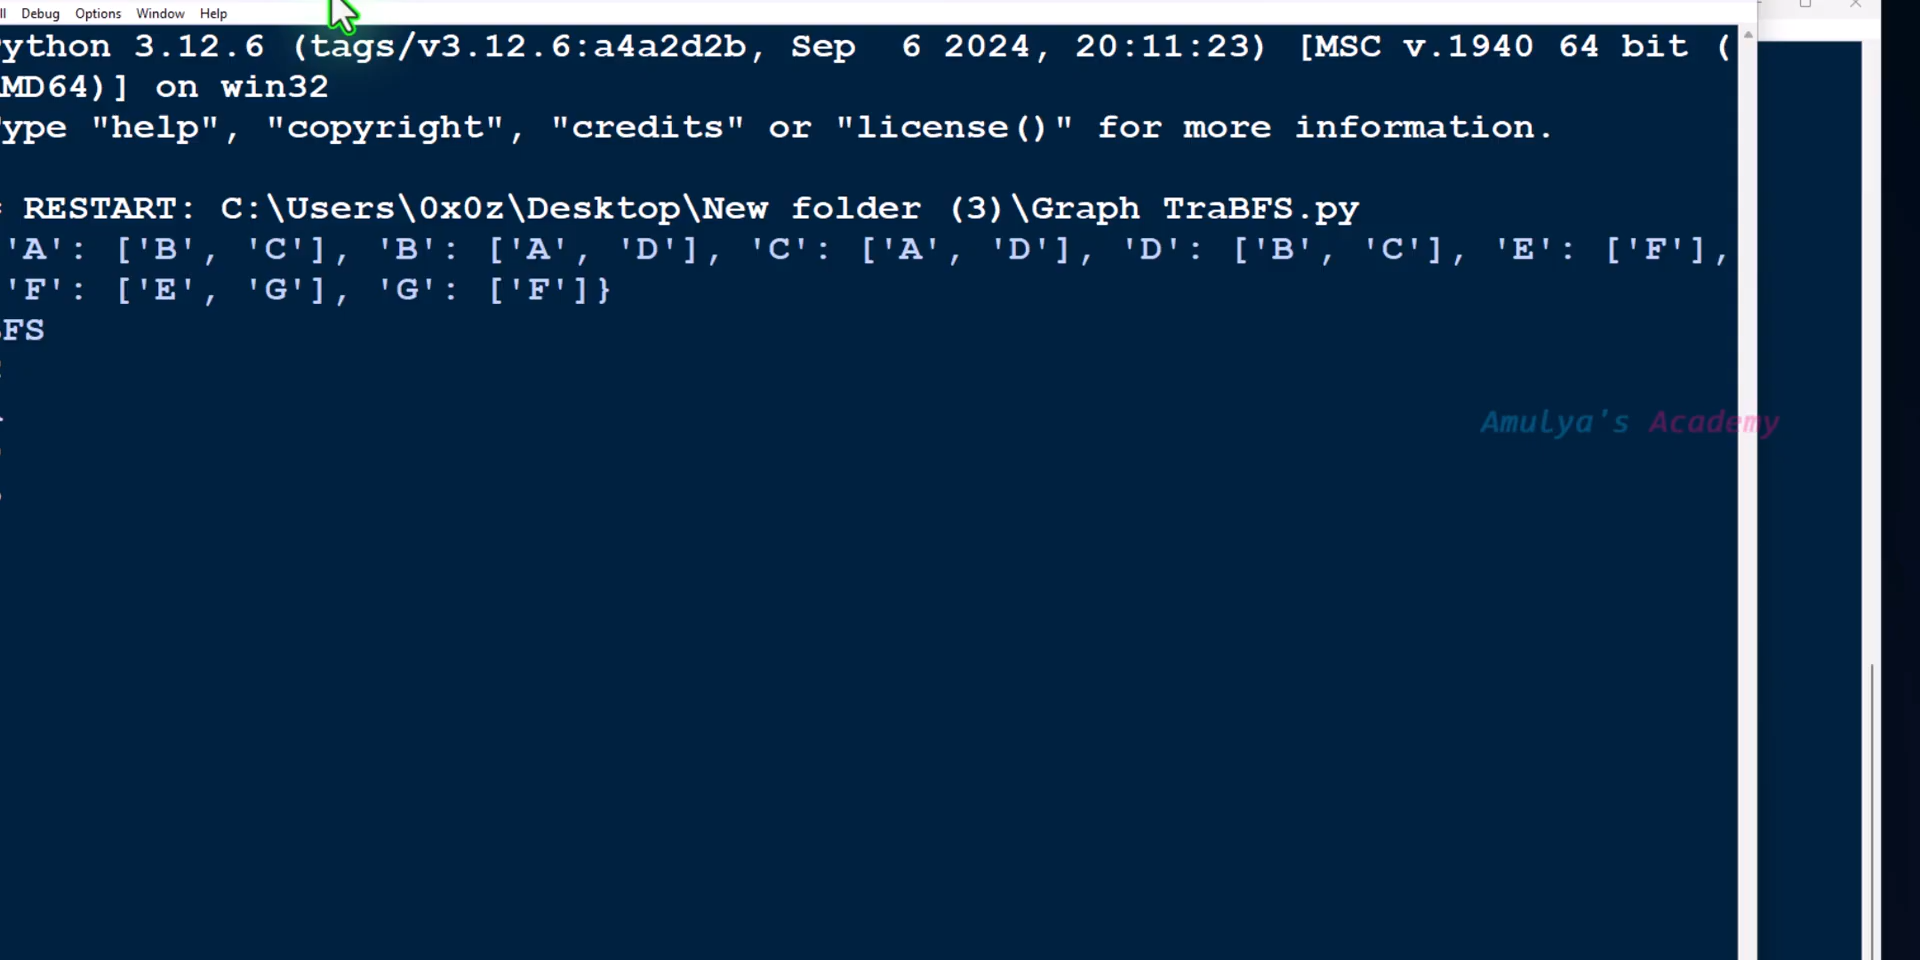 Debug Options Window Help
ython 3.12.6 (tags/v3.12.6:a4a2d2b, Sep  6 2024, 20:11:23) [MSC v.1940 64 bit (
MD64)] on win32
ype "help", "copyright", "credits" or "license()" for more information.
RESTART: C:\Users\0x0z\Desktop\New folder (3)\Graph TraBFS.py
'A': ['B', 'C'], 'B': ['A', 'D'], 'C': ['A', 'D'], 'D': ['B', 'C'], 'E': ['F'],
'F': ['E', 'G'], 'G': ['F']}
BFS
Amulya's Academy